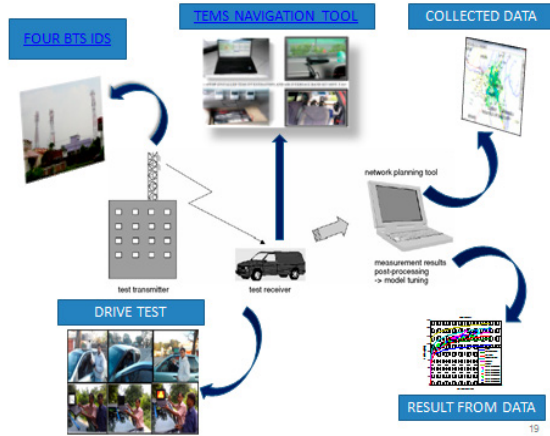 FOUR BTS IDS
TEMS NAVIGATION TOOL
COLLECTED DATA
network planning tool
measurement results
post-processing
-> model tuning
test transmitter
test receiver
DRIVE TEST
RESULT FROM DATA
19